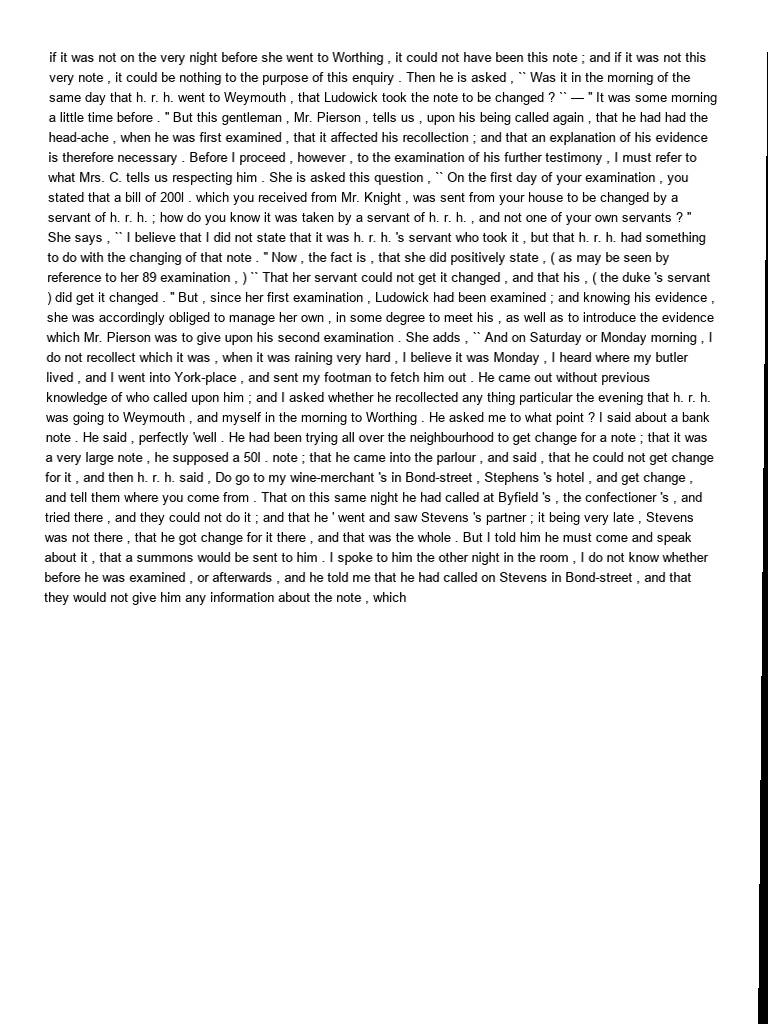 if it was not on the very night before she went to Worthing , it could not have been this note ; and if it was not this
very note , it could be nothing to the purpose of this enquiry . Then he is asked , `` Was it in the morning of the
same day that h. r. h. went to Weymouth , that Ludowick took the note to be changed ? `` — " It was some morning
a little time before . " But this gentleman , Mr. Pierson , tells us , upon his being called again , that he had had the
head-ache , when he was first examined , that it affected his recollection ; and that an explanation of his evidence
is therefore necessary . Before I proceed , however , to the examination of his further testimony , I must refer to
what Mrs. C. tells us respecting him . She is asked this question , `` On the first day of your examination , you
stated that a bill of 200l . which you received from Mr. Knight , was sent from your house to be changed by a
servant of h. r. h. ; how do you know it was taken by a servant of h. r. h. , and not one of your own servants ? "
She says , `` I believe that I did not state that it was h. r. h. 's servant who took it , but that h. r. h. had something
to do with the changing of that note . " Now , the fact is , that she did positively state , ( as may be seen by
reference to her 89 examination , ) `` That her servant could not get it changed , and that his , ( the duke 's servant
) did get it changed . " But , since her first examination , Ludowick had been examined ; and knowing his evidence ,
she was accordingly obliged to manage her own , in some degree to meet his , as well as to introduce the evidence
which Mr. Pierson was to give upon his second examination . She adds , `` And on Saturday or Monday morning , I
do not recollect which it was , when it was raining very hard , I believe it was Monday , I heard where my butler
lived , and I went into York-place , and sent my footman to fetch him out . He came out without previous
knowledge of who called upon him ; and I asked whether he recollected any thing particular the evening that h. r. h.
was going to Weymouth , and myself in the morning to Worthing . He asked me to what point ? I said about a bank
note . He said , perfectly 'well . He had been trying all over the neighbourhood to get change for a note ; that it was
a very large note , he supposed a 50l . note ; that he came into the parlour , and said , that he could not get change
for it , and then h. r. h. said , Do go to my wine-merchant 's in Bond-street , Stephens 's hotel , and get change ,
and tell them where you come from . That on this same night he had called at Byfield 's , the confectioner 's , and
tried there , and they could not do it ; and that he ' went and saw Stevens 's partner ; it being very late , Stevens
was not there , that he got change for it there , and that was the whole . But I told him he must come and speak
about it , that a summons would be sent to him . I spoke to him the other night in the room , I do not know whether
before he was examined , or afterwards , and he told me that he had called on Stevens in Bond-street , and that
they would not give him any information about the note , which